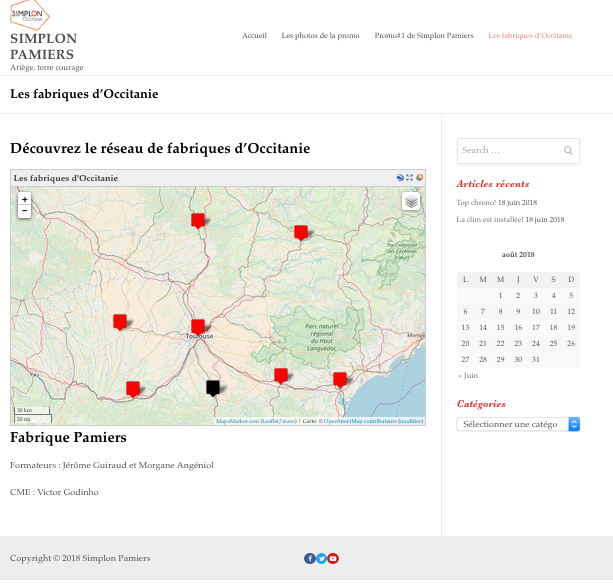 SIMPLON
Occitanie
SIMPLON
PAMIERS
Ariège, terre courage
Accueil Les photos de la promo Promo#1 de Simplon Pamiers Les fabriques d'Occitanie
Les fabriques d'Occitanie
Découvrez le réseau de fabriques d'Occitanie
Les fabriques d'Occitanie
+
-
Parc naturel
régional
du Haut
Languedoc
Toulouse
Pau
30 km
20 mi
MapsMarker.com (Leaflet/icons) | Carte: © OpenStreetMap contributeurs (modifier)
Fabrique Pamiers
Formateurs : Jérôme Guiraud et Morgane Angéniol
CME : Victor Godinho
Search …
Articles récents
Top chrono! 18 juin 2018
La clim est installée! 18 juin 2018
août 2018
L M M J V S D
1 2 3 4 5
6 7 8 9 10 11 12
13 14 15 16 17 18 19
20 21 22 23 24 25 26
27 28 29 30 31
« Juin
Catégories
Sélectionner une catégo
Copyright © 2018 Simplon Pamiers